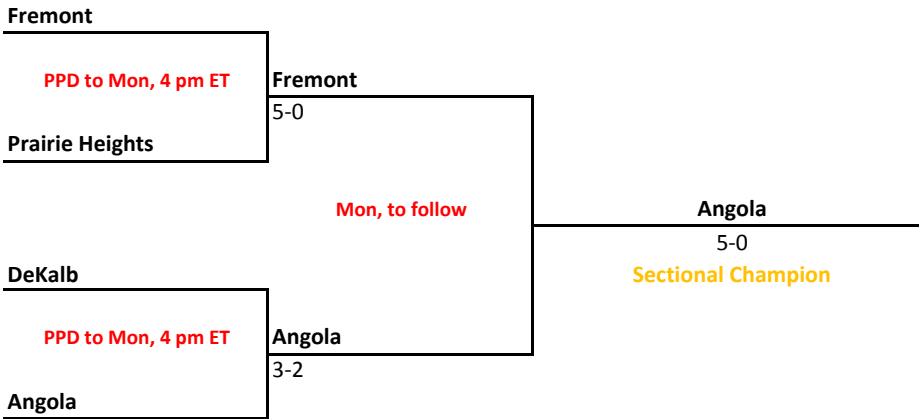 Fremont
PPD to Mon, 4 pm ET
Fremont
5-0
Prairie Heights
Mon, to follow
Angola
5-0
Sectional Champion
DeKalb
PPD to Mon, 4 pm ET
Angola
3-2
Angola